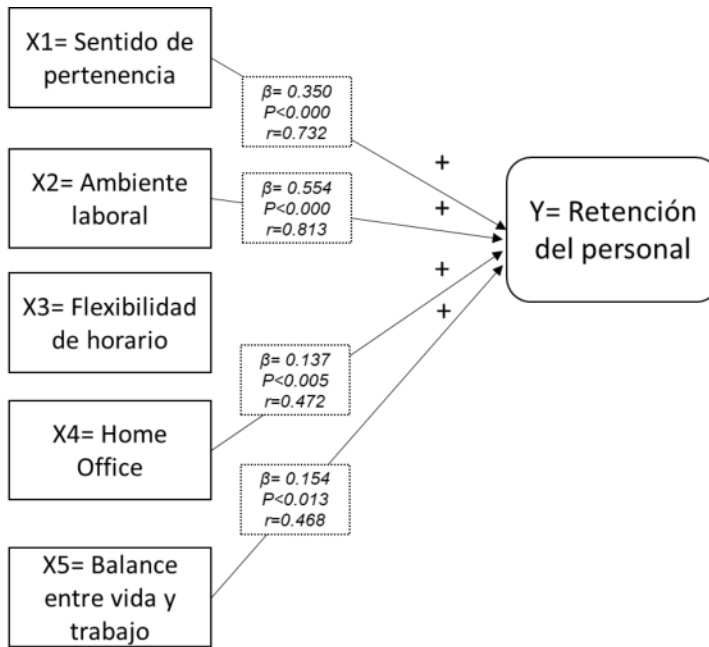 X1= Sentido de
pertenencia
β= 0.350
P<0.000
r=0.732
+
X2= Ambiente
laboral
β= 0.554
P<0.000
r=0.813
+
Y= Retención
del personal
X3= Flexibilidad
de horario
+
+
β= 0.137
P<0.005
r=0.472
X4= Home
Office
β= 0.154
P<0.013
r=0.468
X5= Balance
entre vida y
trabajo